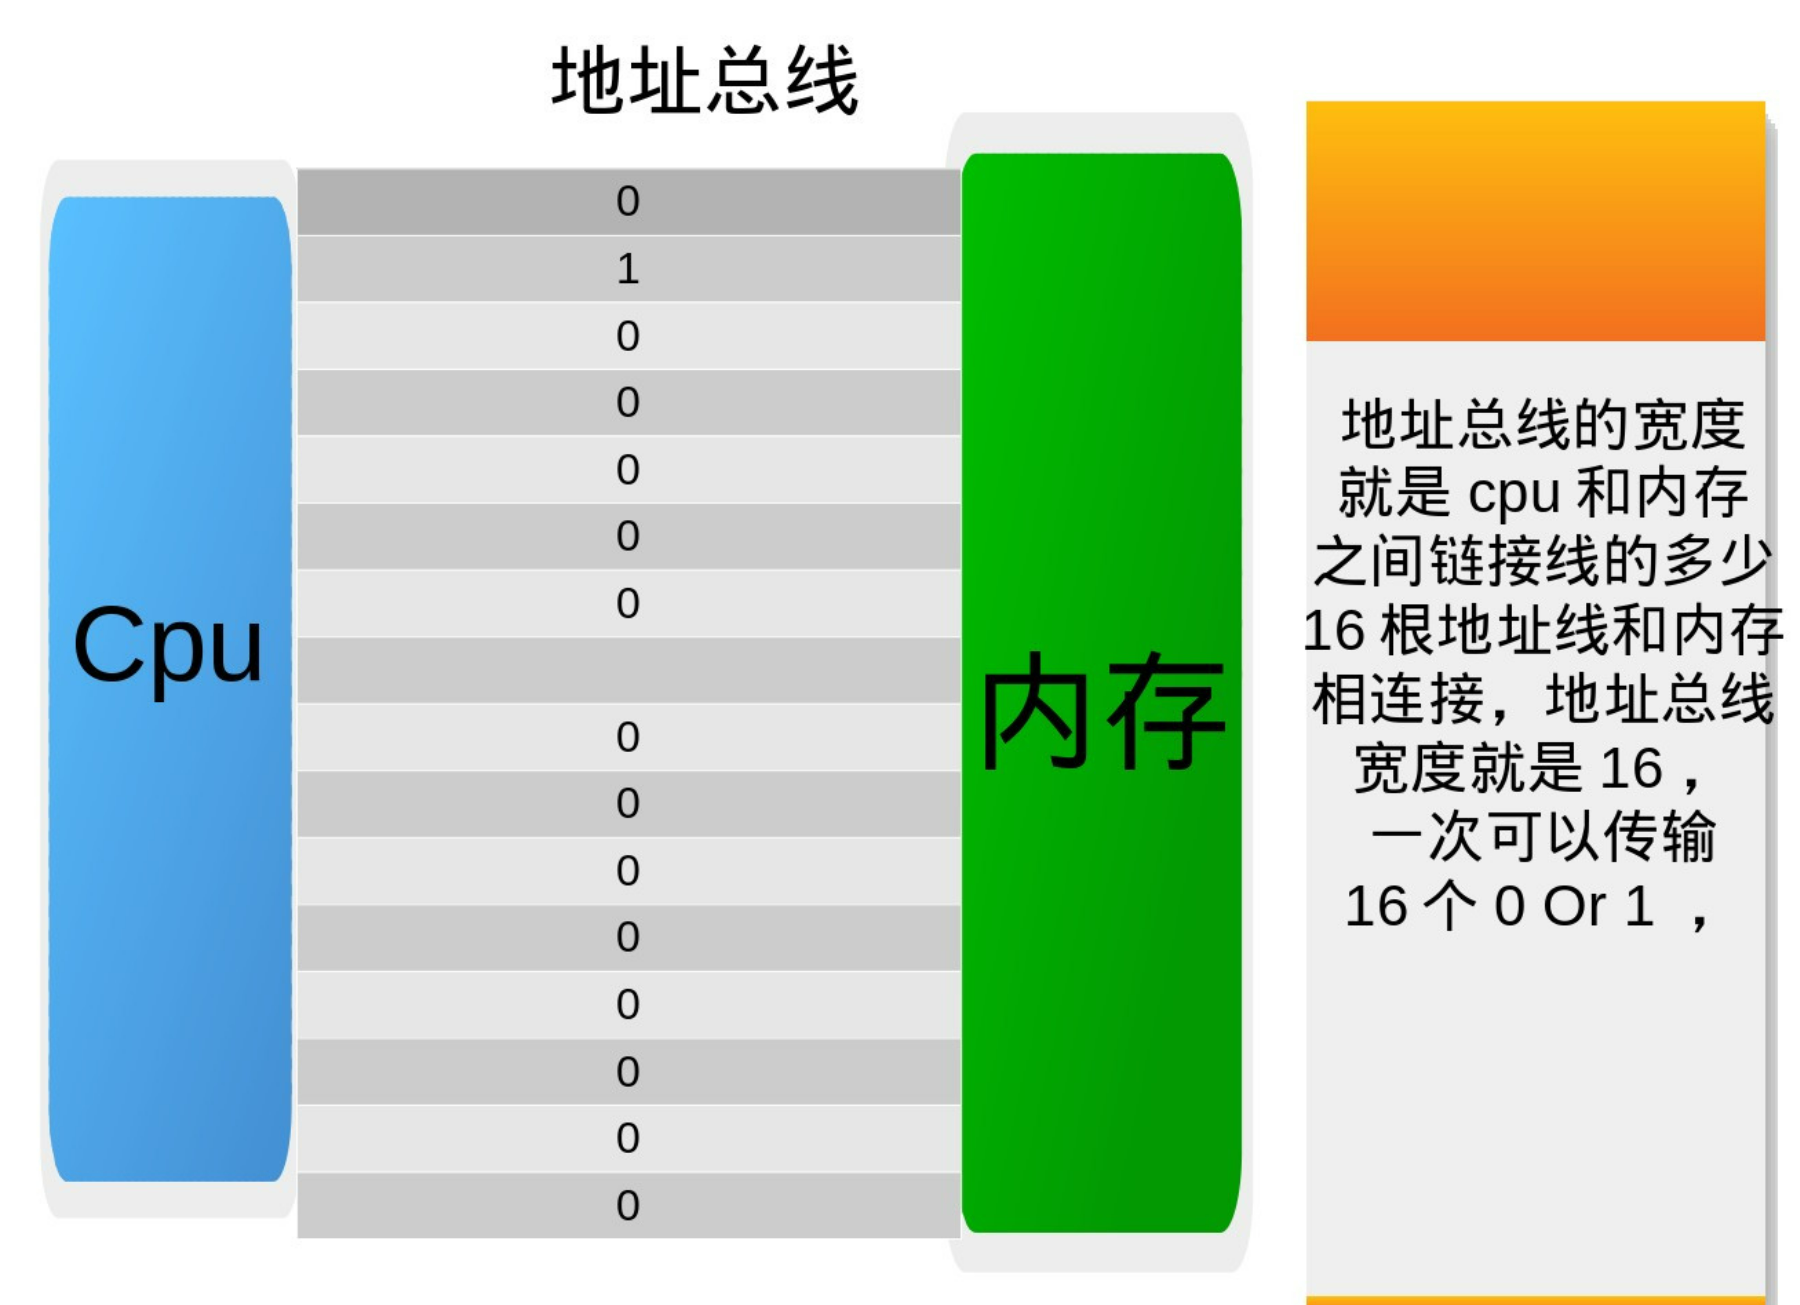 地址总线
Cpu
0
1
0
0
0
0
0
0
0
0
0
0
0
0
0
内存
地址总线的宽度
就是 cpu 和内存
之间链接线的多少
16 根地址线和内存
相连接，地址总线
宽度就是 16 ，
一次可以传输
16 个 0 Or 1 ，